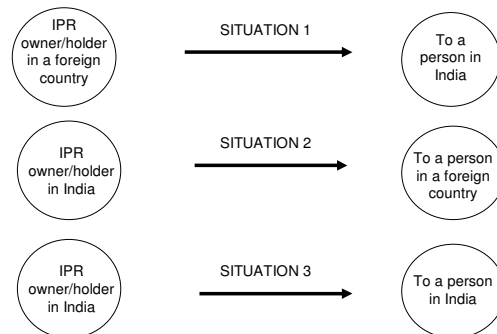 IPR
owner/holder
in a foreign
country
SITUATION 1
To a
person in
India
IPR
owner/holder
in India
SITUATION 2
To a person
in a foreign
country
IPR
owner/holder
in India
SITUATION 3
To a person
in India